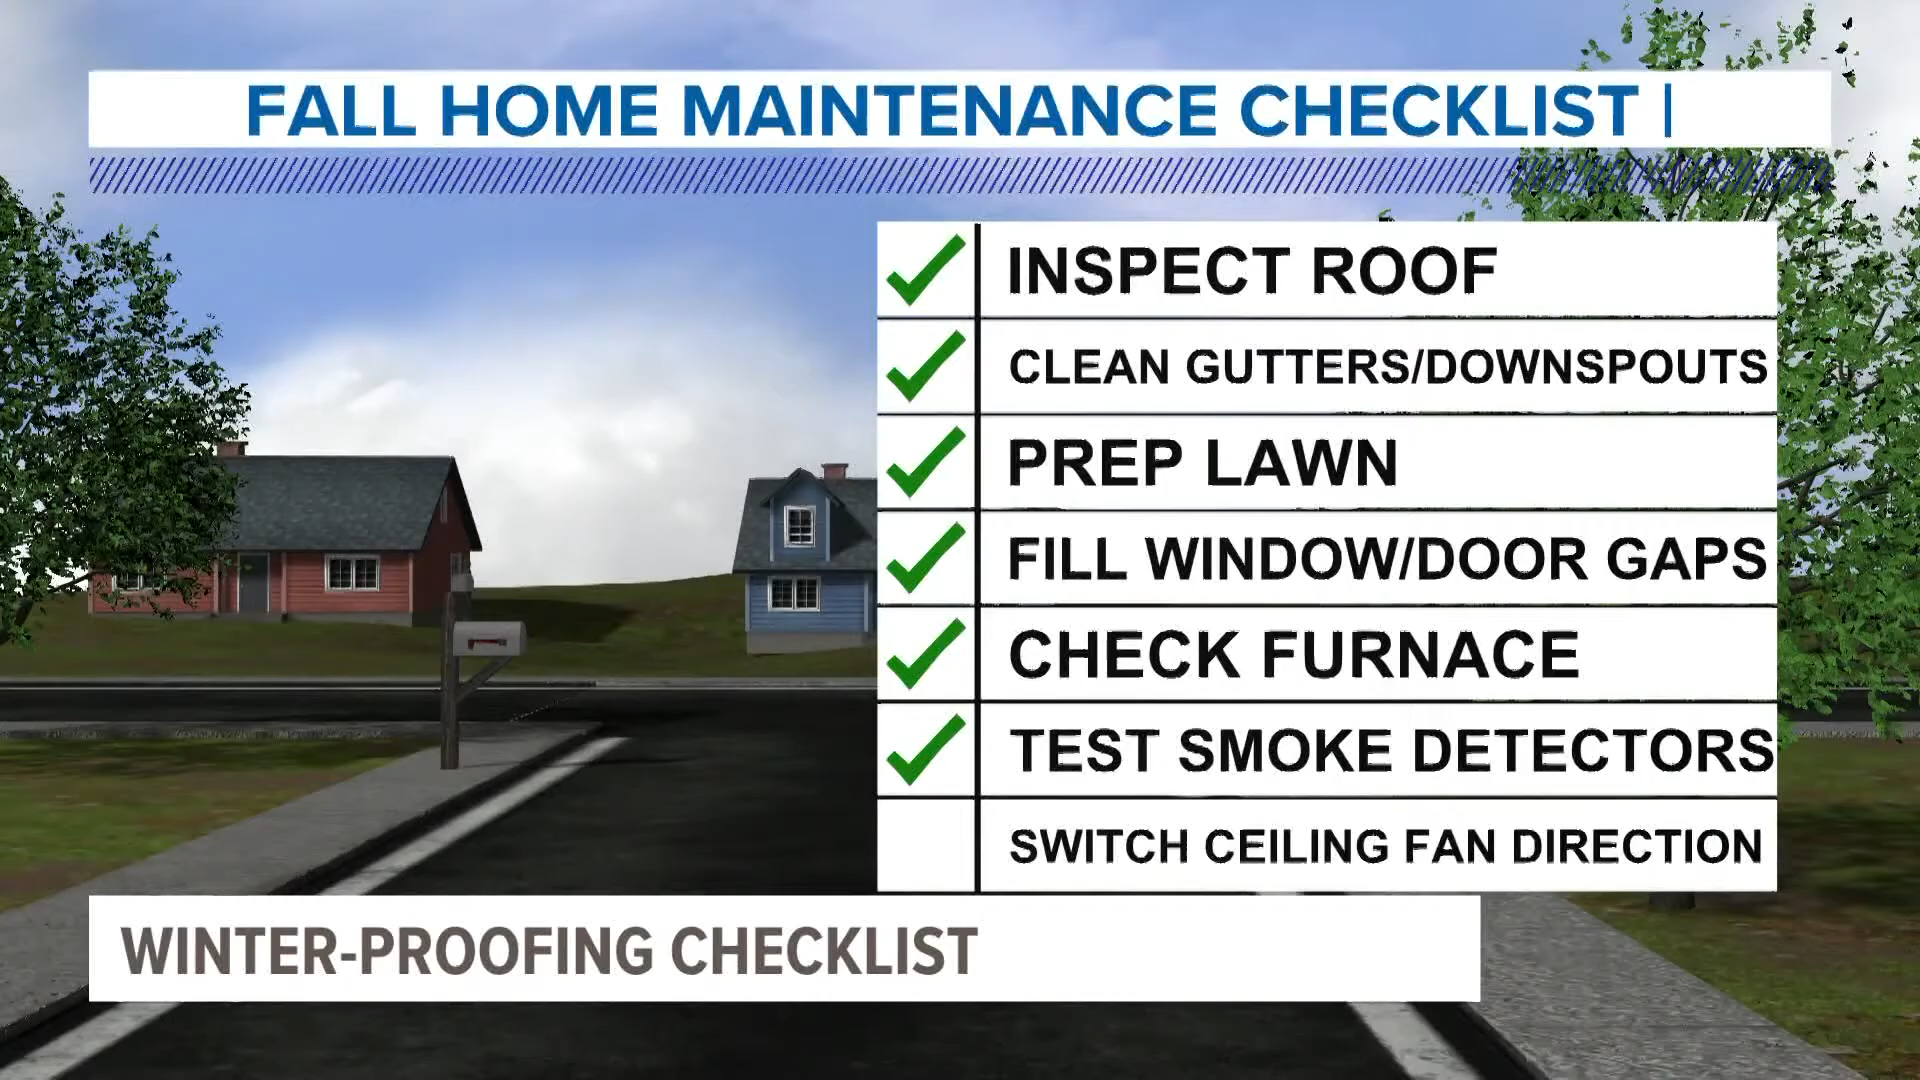 FALL HOME MAINTENANCE CHECKLIST |
INSPECT ROOF
CLEAN GUTTERS/DOWNSPOUTS
PREP LAWN
FILL WINDOW/DOOR GAPS
CHECK FURNACE
TEST SMOKE DETECTORS
SWITCH CEILING FAN DIRECTION
WINTER-PROOFING CHECKLIST